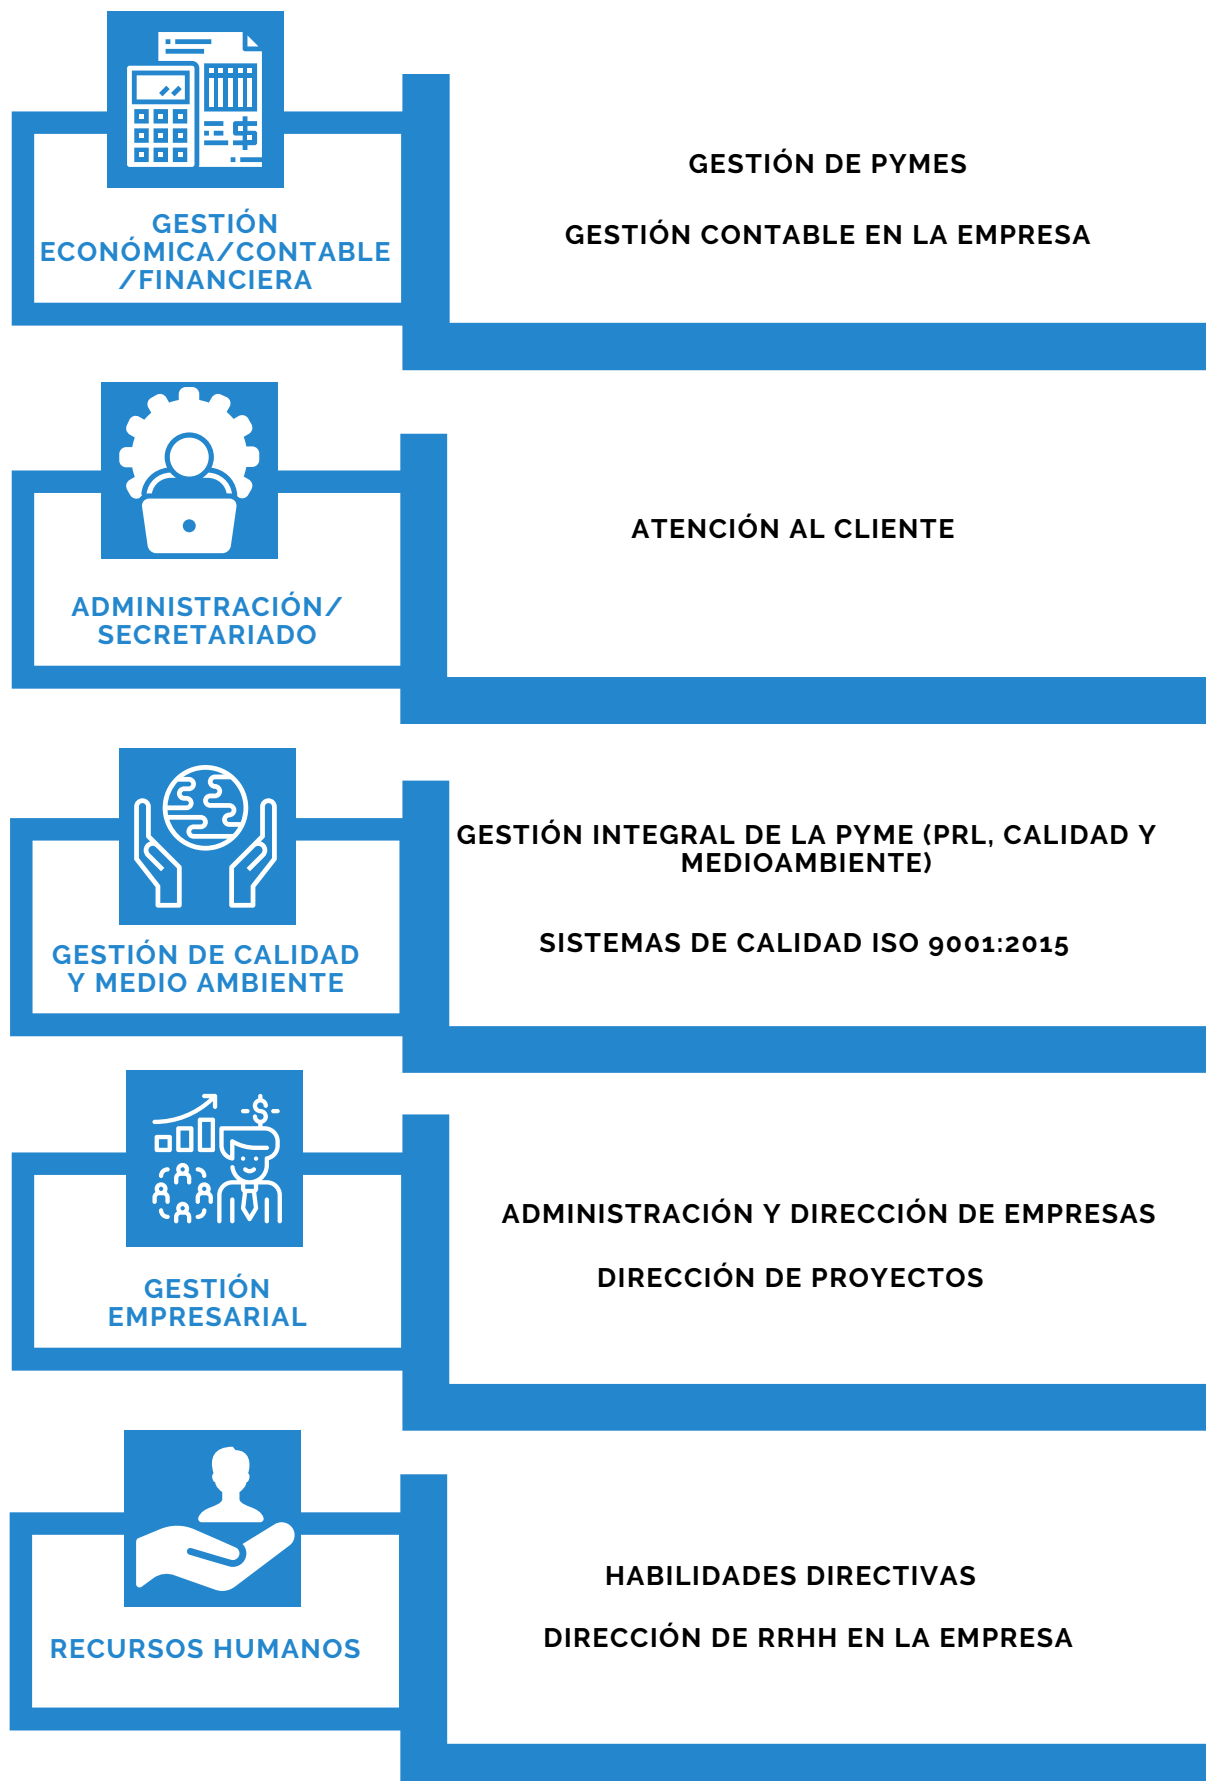 GESTIÓN
ECONÓMICA/CONTABLE
/FINANCIERA
GESTIÓN DE PYMES
GESTIÓN CONTABLE EN LA EMPRESA
ADMINISTRACIÓN/
SECRETARIADO
ATENCIÓN AL CLIENTE
GESTIÓN DE CALIDAD
Y MEDIO AMBIENTE
GESTIÓN INTEGRAL DE LA PYME (PRL, CALIDAD Y
MEDIOAMBIENTE)
SISTEMAS DE CALIDAD ISO 9001:2015
GESTIÓN
EMPRESARIAL
ADMINISTRACIÓN Y DIRECCIÓN DE EMPRESAS
DIRECCIÓN DE PROYECTOS
RECURSOS HUMANOS
HABILIDADES DIRECTIVAS
DIRECCIÓN DE RRHH EN LA EMPRESA